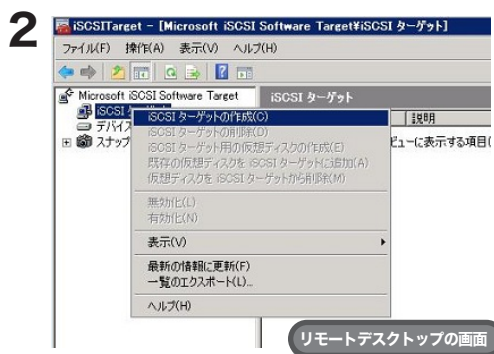 2
iSCSITarget - [Microsoft iSCSI Software Target¥iSCSI ターゲット]
ファイル(F) 操作(A) 表示(V) ヘルプ(H)
Microsoft iSCSI Software Target
iSCSI ターゲット
iSCSI
デバイス
スナップ
説明
ビューに表示する項目(
iSCSI ターゲットの作成(C)
iSCSI ターゲットの削除(D)
iSCSI ターゲット用の仮想ディスクの作成(E)
既存の仮想ディスクを iSCSI ターゲットに追加(A)
仮想ディスクを iSCSI ターゲットから削除(M)
無効化(L)
有効化(N)
表示(V)
最新の情報に更新(F)
一覧のエクスポート(L)...
ヘルプ(H)
リモートデスクトップの画面